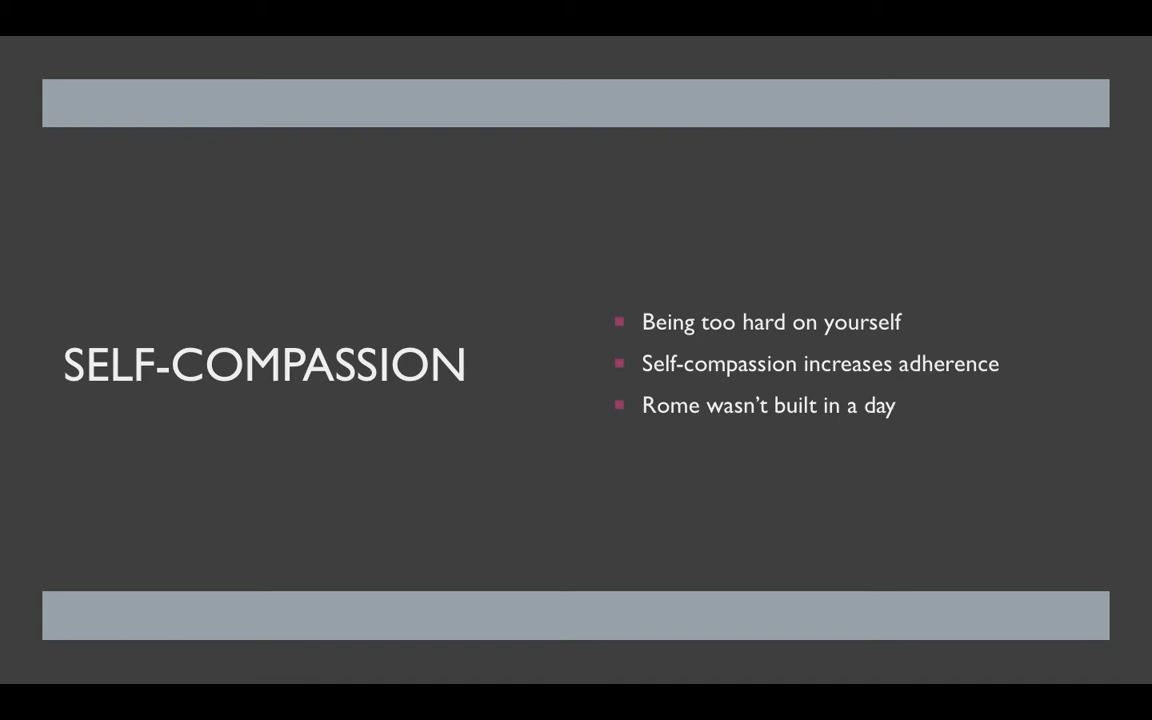 SELF-COMPASSION
Being too hard on yourself
Self-compassion increases adherence
Rome wasn’t built in a day